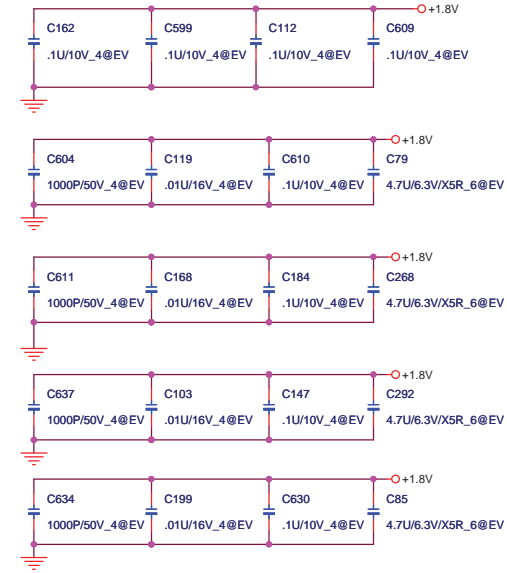 +1.8V
C162 C599 C112 C609
.1U/10V_4@EV .1U/10V_4@EV .1U/10V_4@EV .1U/10V_4@EV
+1.8V
C604 C119 C610 C79
1000P/50V_4@EV .01U/16V_4@EV .1U/10V_4@EV 4.7U/6.3V/X5R_6@EV
+1.8V
C611 C168 C184 C268
1000P/50V_4@EV .01U/16V_4@EV .1U/10V_4@EV 4.7U/6.3V/X5R_6@EV
+1.8V
C637 C103 C147 C292
1000P/50V_4@EV .01U/16V_4@EV .1U/10V_4@EV 4.7U/6.3V/X5R_6@EV
+1.8V
C634 C199 C630 C85
1000P/50V_4@EV .01U/16V_4@EV .1U/10V_4@EV 4.7U/6.3V/X5R_6@EV